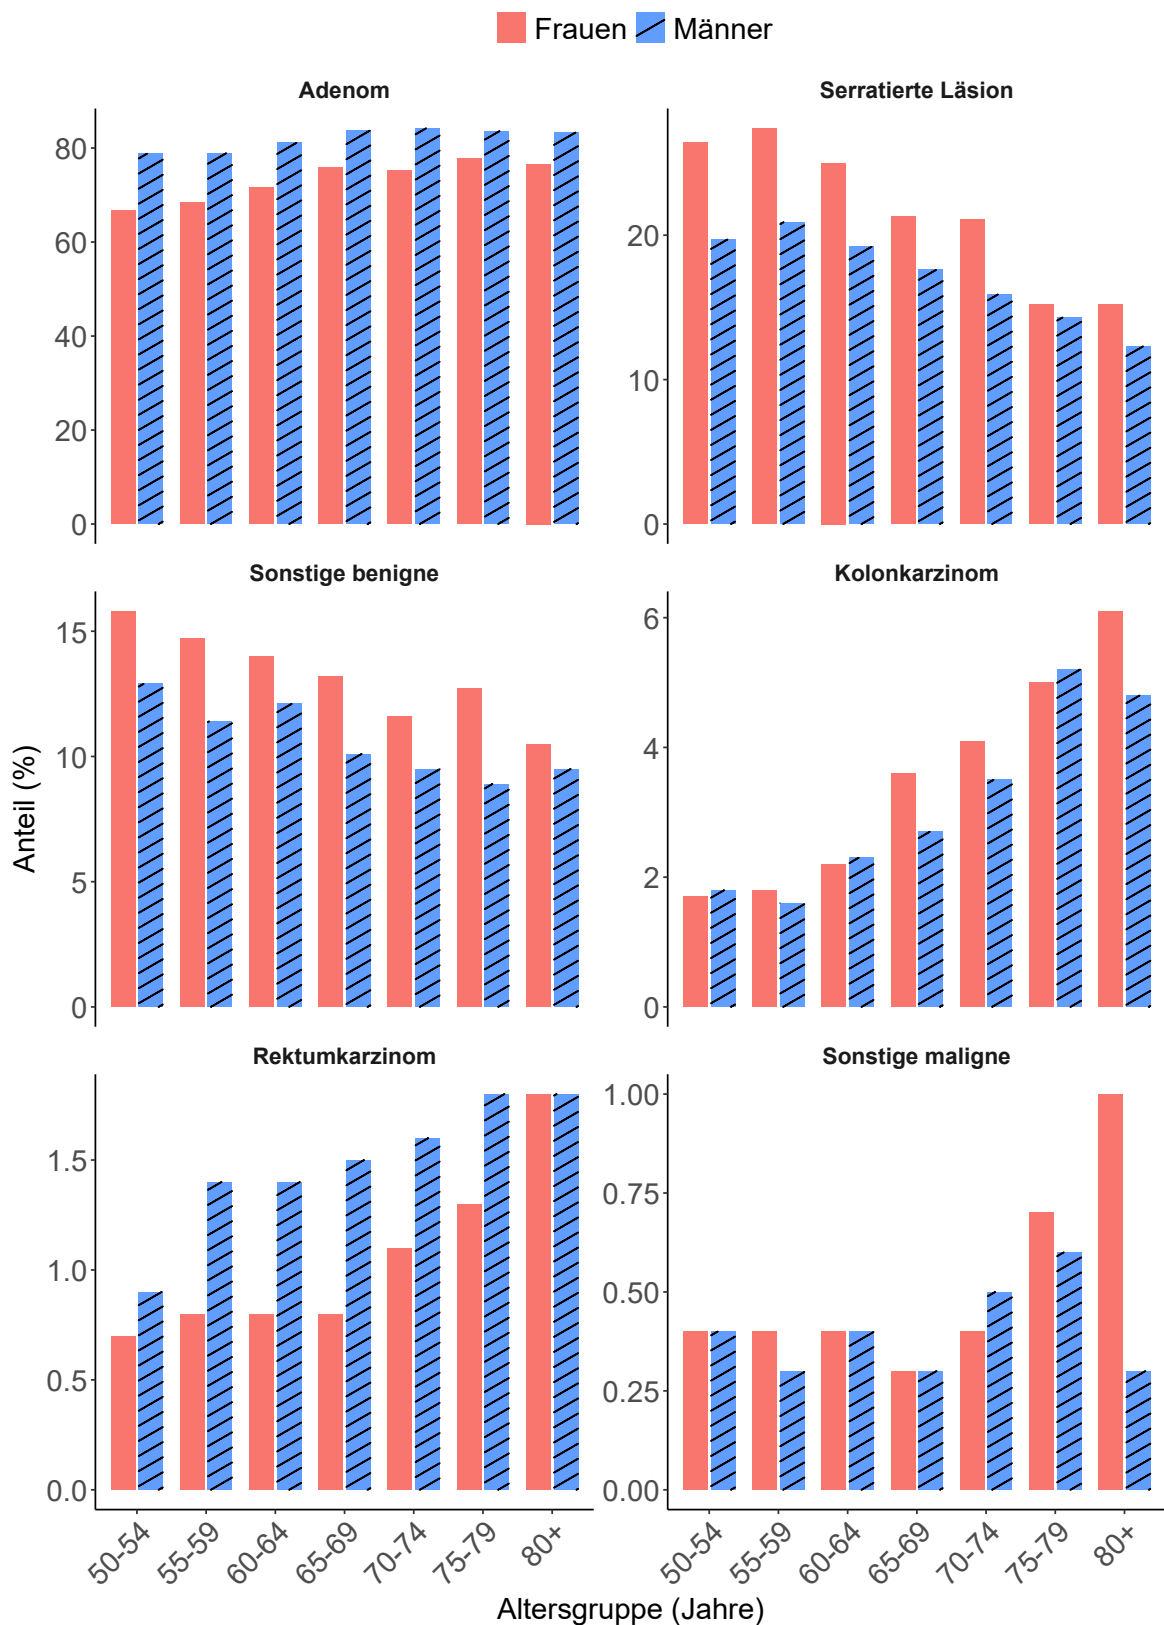 Frauen Männer
Adenom
Serratierte Läsion
80
60
40
20
0
20
10
0
Sonstige benigne
Kolonkarzinom
15
10
5
0
6
4
2
0
Anteil (%)
Rektumkarzinom
Sonstige maligne
1.5
1.0
0.5
0.0
1.00
0.75
0.50
0.25
0.00
50-54 55-59 60-64 65-69 70-74 75-79 80+
50-54 55-59 60-64 65-69 70-74 75-79 80+
Altersgruppe (Jahre)